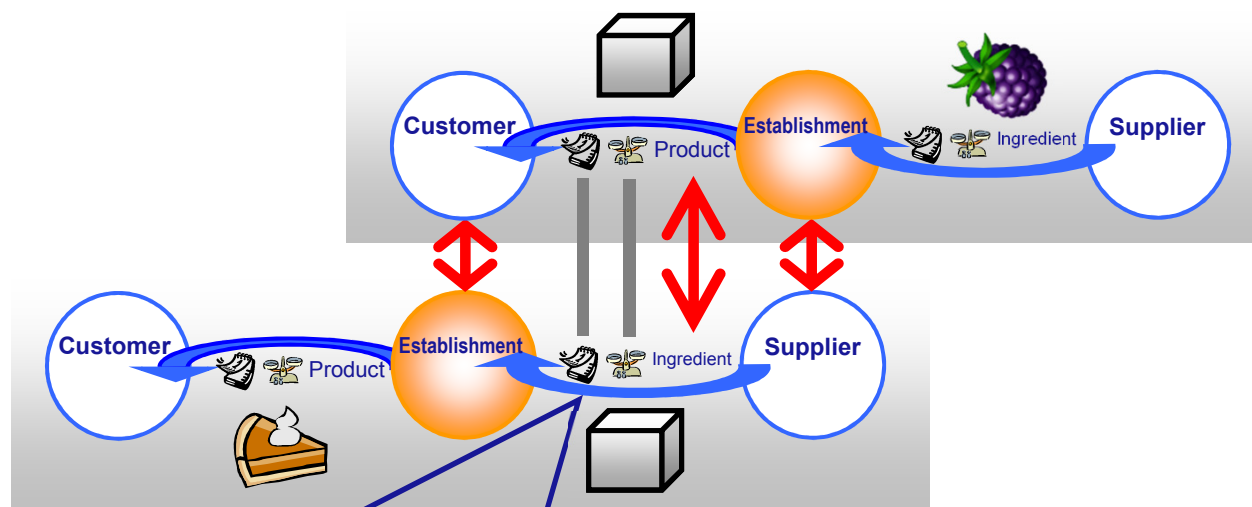 Customer
Product
Establishment
Ingredient
Supplier
Customer
Product
Establishment
Ingredient
Supplier